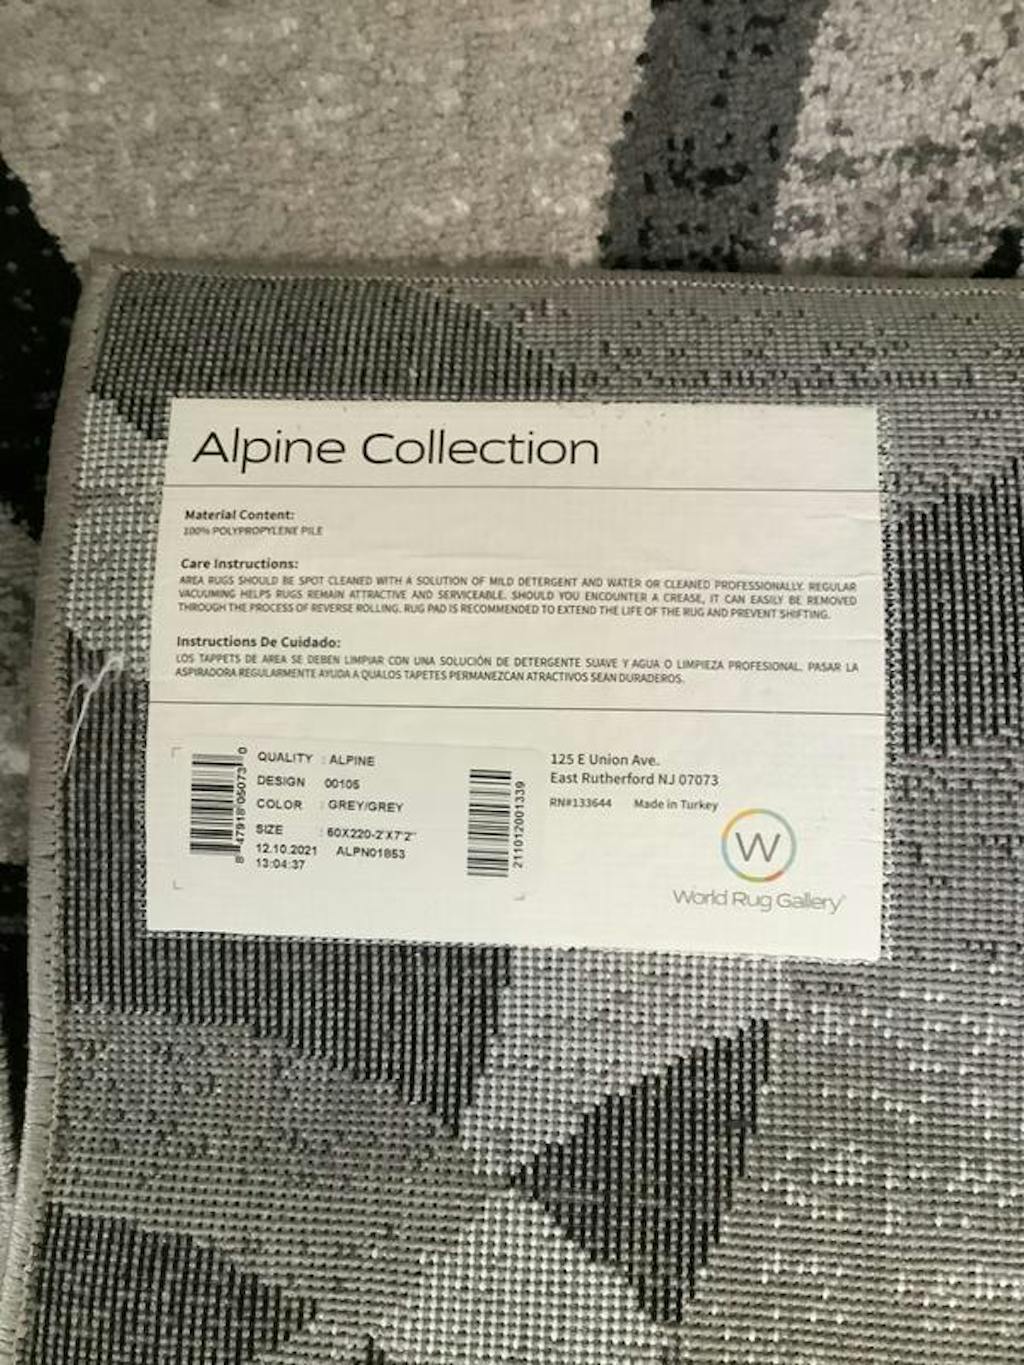 Alpine Collection
Material Content:
100% POLYPROPYLENE PILE
Care Instructions:
AREA RUGS SHOULD BE SPOT CLEANED WITH A SOLUTION OF MILD DETERGENT AND WATER OR CLEANED PROFESSIONALLY. REGULAR
VACUUMING HELPS RUGS REMAIN ATTRACTIVE AND SERVICEABLE. SHOULD YOU ENCOUNTER A CREASE, IT CAN EASILY BE REMOVED
THROUGH THE PROCESS OF REVERSE ROLLING. RUG PAD IS RECOMMENDED TO EXTEND THE LIFE OF THE RUG AND PREVENT SHIFTING.
Instructions De Cuidado:
LOS TAPPETS DE AREA SE DEBEN LIMPIAR CON UNA SOLUCIÓN DE DETERGENTE SUAVE Y AGUA O LIMPIEZA PROFESIONAL. PASAR LA
ASPIRADORA REGULARMENTE AYUDA A QUALOS TAPETES PERMANEZCAN ATRACTIVOS SEAN DURADEROS.
8 47918 05073 0
QUALITY : ALPINE
DESIGN 00105
COLOR : GREY/GREY
SIZE : 60X220-2'X7'2"
12.10.2021 ALPN01853
13:04:37
211012001339
125 E Union Ave.
East Rutherford NJ 07073
RN#133644 Made in Turkey
W
World Rug Gallery